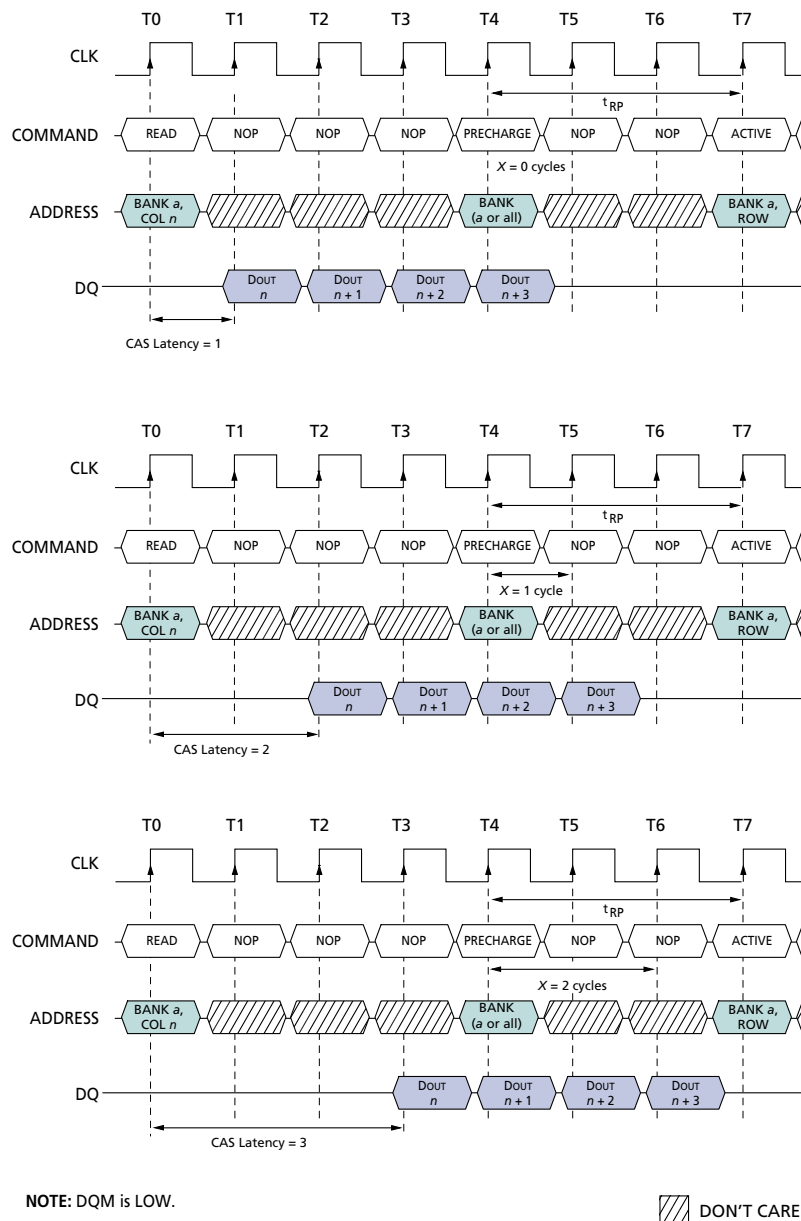 T0 T1 T2 T3 T4 T5 T6 T7
CLK
tRP
COMMAND READ NOP NOP NOP PRECHARGE NOP NOP ACTIVE
X = 0 cycles
ADDRESS BANK a, COL n BANK (a or all) BANK a, ROW
DQ DOUT n DOUT n + 1 DOUT n + 2 DOUT n + 3
CAS Latency = 1
T0 T1 T2 T3 T4 T5 T6 T7
CLK
tRP
COMMAND READ NOP NOP NOP PRECHARGE NOP NOP ACTIVE
X = 1 cycle
ADDRESS BANK a, COL n BANK (a or all) BANK a, ROW
DQ DOUT n DOUT n + 1 DOUT n + 2 DOUT n + 3
CAS Latency = 2
T0 T1 T2 T3 T4 T5 T6 T7
CLK
tRP
COMMAND READ NOP NOP NOP PRECHARGE NOP NOP ACTIVE
X = 2 cycles
ADDRESS BANK a, COL n BANK (a or all) BANK a, ROW
DQ DOUT n DOUT n + 1 DOUT n + 2 DOUT n + 3
CAS Latency = 3
NOTE: DQM is LOW.
DON'T CARE